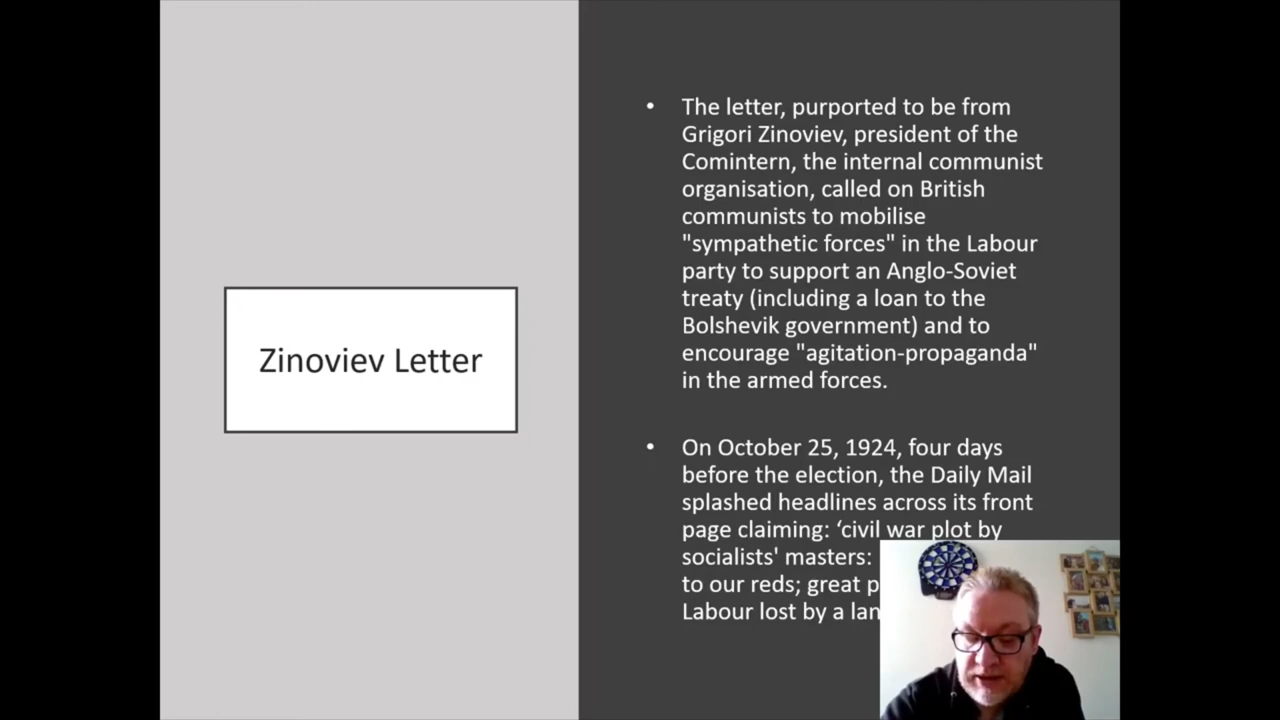 Zinoviev Letter
• The letter, purported to be from
Grigori Zinoviev, president of the
Comintern, the internal communist
organisation, called on British
communists to mobilise
"sympathetic forces" in the Labour
party to support an Anglo-Soviet
treaty (including a loan to the
Bolshevik government) and to
encourage "agitation-propaganda"
in the armed forces.
• On October 25, 1924, four days
before the election, the Daily Mail
splashed headlines across its front
page claiming: ‘civil war plot by
socialists' masters:
to our reds; great p
Labour lost by a lan